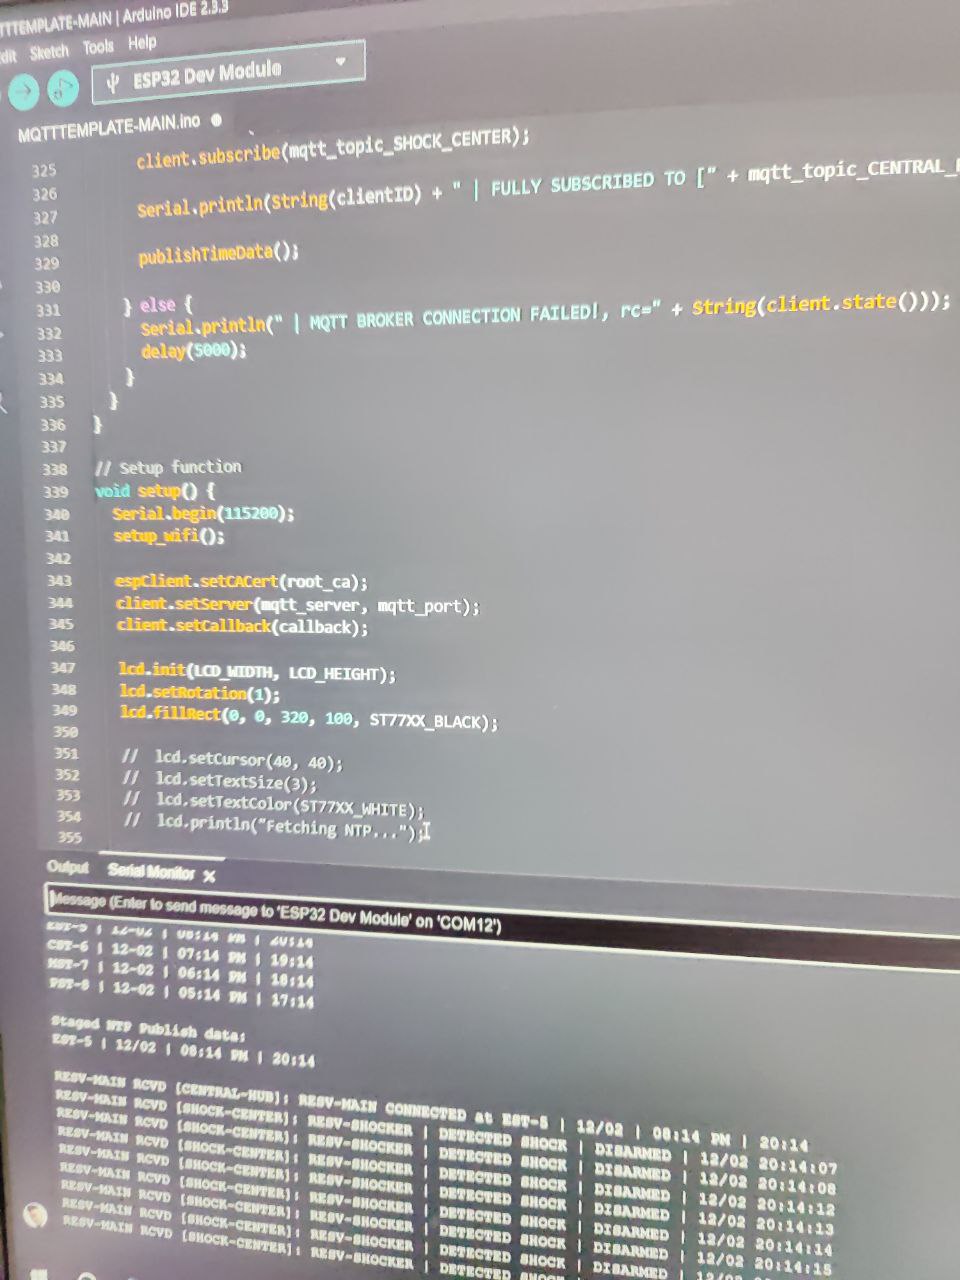 TTTEMPLATE-MAIN | Arduino IDE 2.3.3
dit Sketch Tools Help
ESP32 Dev Module
MQTTTEMPLATE-MAIN.ino
325 client.subscribe(mqtt_topic_SHOCK_CENTER);
326
327 Serial.println(String(clientID) + " | FULLY SUBSCRIBED TO [" + mqtt_topic_CENTRAL_
328
329 publishTimeData();
330
331 } else {
332 Serial.println(" | MQTT BROKER CONNECTION FAILED!, rc=" + String(client.state()));
333 delay(5000);
334 }
335 }
336 }
337
338 // Setup function
339 void setup() {
340 Serial.begin(115200);
341 setup_wifi();
342
343 espClient.setCACert(root_ca);
344 client.setServer(mqtt_server, mqtt_port);
345 client.setCallback(callback);
346
347 lcd.init(LCD_WIDTH, LCD_HEIGHT);
348 lcd.setRotation(1);
349 lcd.fillRect(0, 0, 320, 100, ST77XX_BLACK);
350
351 // lcd.setCursor(40, 40);
352 // lcd.setTextSize(3);
353 // lcd.setTextColor(ST77XX_WHITE);
354 // lcd.println("Fetching NTP...");
355
Output Serial Monitor
Message (Enter to send message to 'ESP32 Dev Module' on 'COM12')
EST-5 | 12-02 | 08:14 PM | 20:14
CST-6 | 12-02 | 07:14 PM | 19:14
MST-7 | 12-02 | 06:14 PM | 18:14
PST-8 | 12-02 | 05:14 PM | 17:14
Staged NTP Publish data:
EST-5 | 12/02 | 08:14 PM | 20:14
RESV-MAIN RCVD [CENTRAL-HUB]: RESV-MAIN CONNECTED at EST-5 | 12/02 | 08:14 PM | 20:14
RESV-MAIN RCVD [SHOCK-CENTER]: RESV-SHOCKER | DETECTED SHOCK | DISARMED | 12/02 20:14:07
RESV-MAIN RCVD [SHOCK-CENTER]: RESV-SHOCKER | DETECTED SHOCK | DISARMED | 12/02 20:14:08
RESV-MAIN RCVD [SHOCK-CENTER]: RESV-SHOCKER | DETECTED SHOCK | DISARMED | 12/02 20:14:12
RESV-MAIN RCVD [SHOCK-CENTER]: RESV-SHOCKER | DETECTED SHOCK | DISARMED | 12/02 20:14:13
RESV-MAIN RCVD [SHOCK-CENTER]: RESV-SHOCKER | DETECTED SHOCK | DISARMED | 12/02 20:14:14
RESV-MAIN RCVD [SHOCK-CENTER]: RESV-SHOCKER | DETECTED SHOCK | DISARMED | 12/02 20:14:15
RESV-MAIN RCVD [SHOCK-CENTER]: RESV-SHOCKER | DETECTED SHOCK | DISARMED |